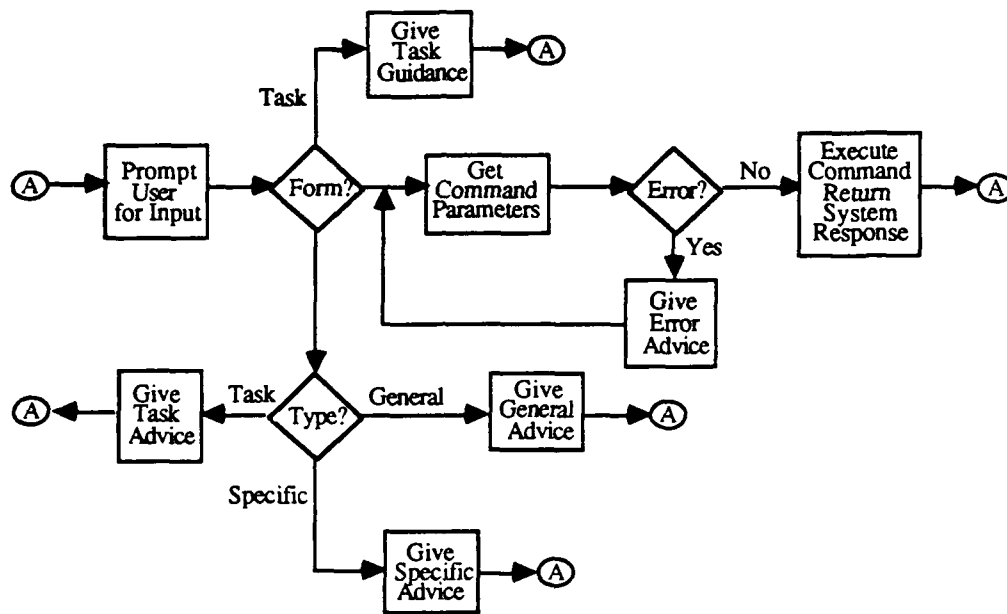 Give
Task
Guidance
A
Task
A
Prompt
User
for Input
Form?
Get
Command
Parameters
Error?
No
Execute
Command
Return
System
Response
A
Yes
Give
Error
Advice
A
Give
Task
Advice
Task
Type?
General
Give
General
Advice
A
Specific
Give
Specific
Advice
A